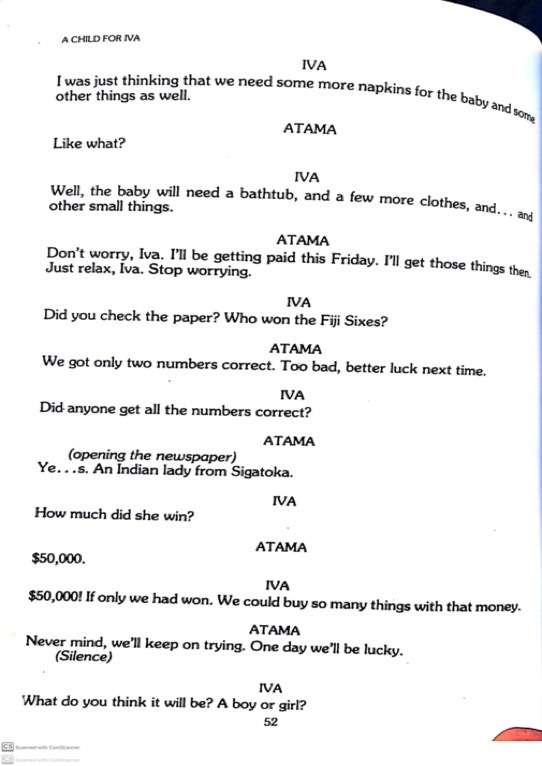 A CHILD FOR IVA
IVA
I was just thinking that we need some more napkins for the baby and some
other things as well.
ATAMA
Like what?
IVA
Well, the baby will need a bathtub, and a few more clothes, and... and
other small things.
ATAMA
Don't worry, Iva. I'll be getting paid this Friday. I'll get those things then.
Just relax, Iva. Stop worrying.
IVA
Did you check the paper? Who won the Fiji Sixes?
ATAMA
We got only two numbers correct. Too bad, better luck next time.
IVA
Did anyone get all the numbers correct?
ATAMA
(opening the newspaper)
Ye...s. An Indian lady from Sigatoka.
IVA
How much did she win?
ATAMA
$50,000.
IVA
$50,000! If only we had won. We could buy so many things with that money.
ATAMA
Never mind, we'll keep on trying. One day we'll be lucky.
(Silence)
IVA
What do you think it will be? A boy or girl?
52
CS Scanned with CamScanner
CS Scanned with CamScanner